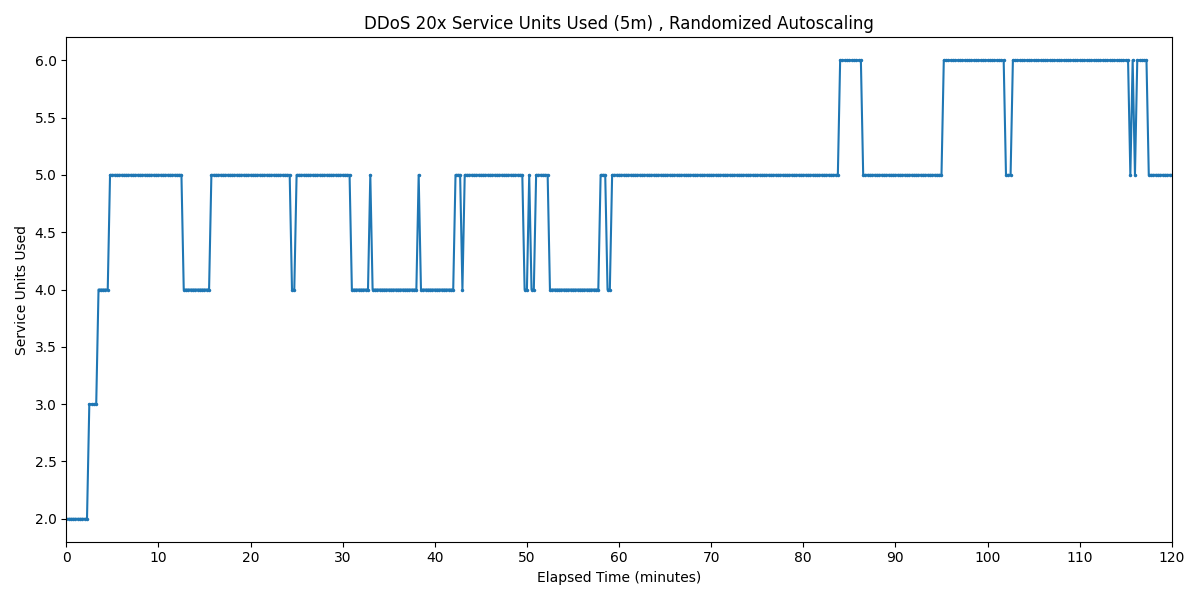 DDoS 20x Service Units Used (5m) , Randomized Autoscaling
Service Units Used
6.0
5.5
5.0
4.5
4.0
3.5
3.0
2.5
2.0
0 10 20 30 40 50 60 70 80 90 100 110 120
Elapsed Time (minutes)